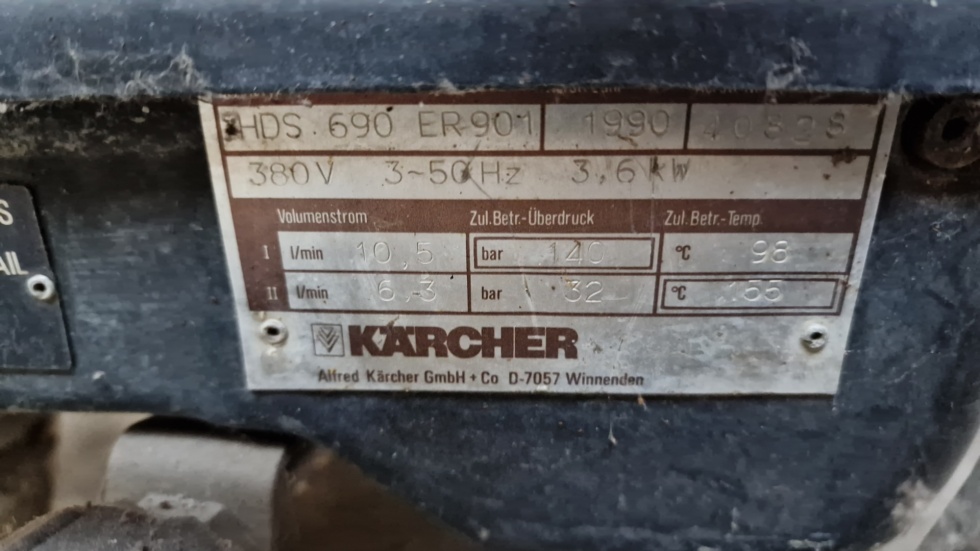 HDS 690 ER 901 1990
380V 3~50Hz 3,6 kW
Volumenstrom Zul.Betr.-Überdruck Zul.Betr.-Temp.
I l/min 10,5 bar 140 °C 98
II l/min 6,3 bar 32 °C 155
KÄRCHER
Alfred Kärcher GmbH + Co D-7057 Winnenden
S
AIL